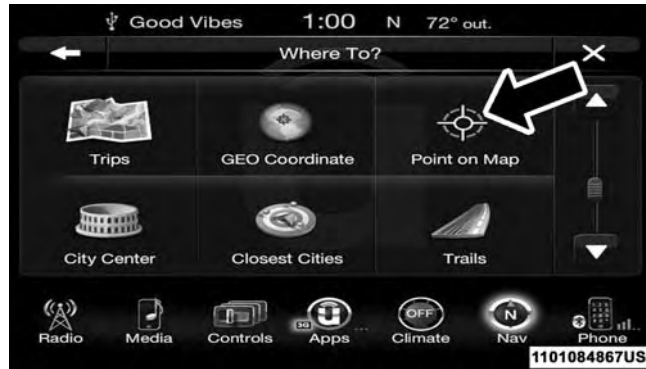 Good Vibes 1:00 N 72° out.
Where To?
Trips GEO Coordinate Point on Map
City Center Closest Cities Trails
3G
OFF
N
Radio Media Controls Apps Climate Nav Phone
1101084867US